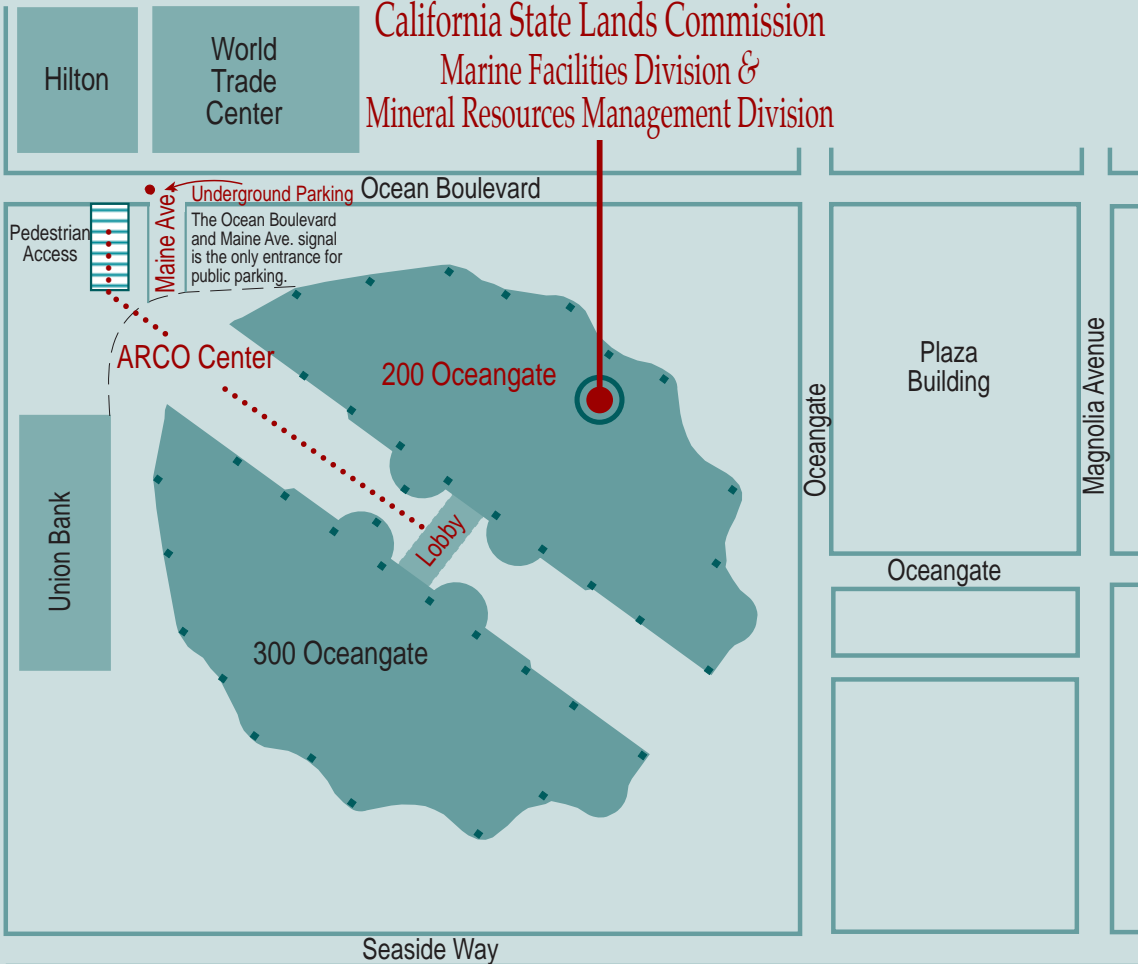 California State Lands Commission
Marine Facilities Division &
Mineral Resources Management Division
Hilton
World
Trade
Center
Underground Parking
Ocean Boulevard
Maine Ave.
The Ocean Boulevard
and Maine Ave. signal
is the only entrance for
public parking.
Pedestrian
Access
ARCO Center
200 Oceangate
Plaza
Building
Oceangate
Magnolia Avenue
Union Bank
Lobby
Oceangate
300 Oceangate
Seaside Way